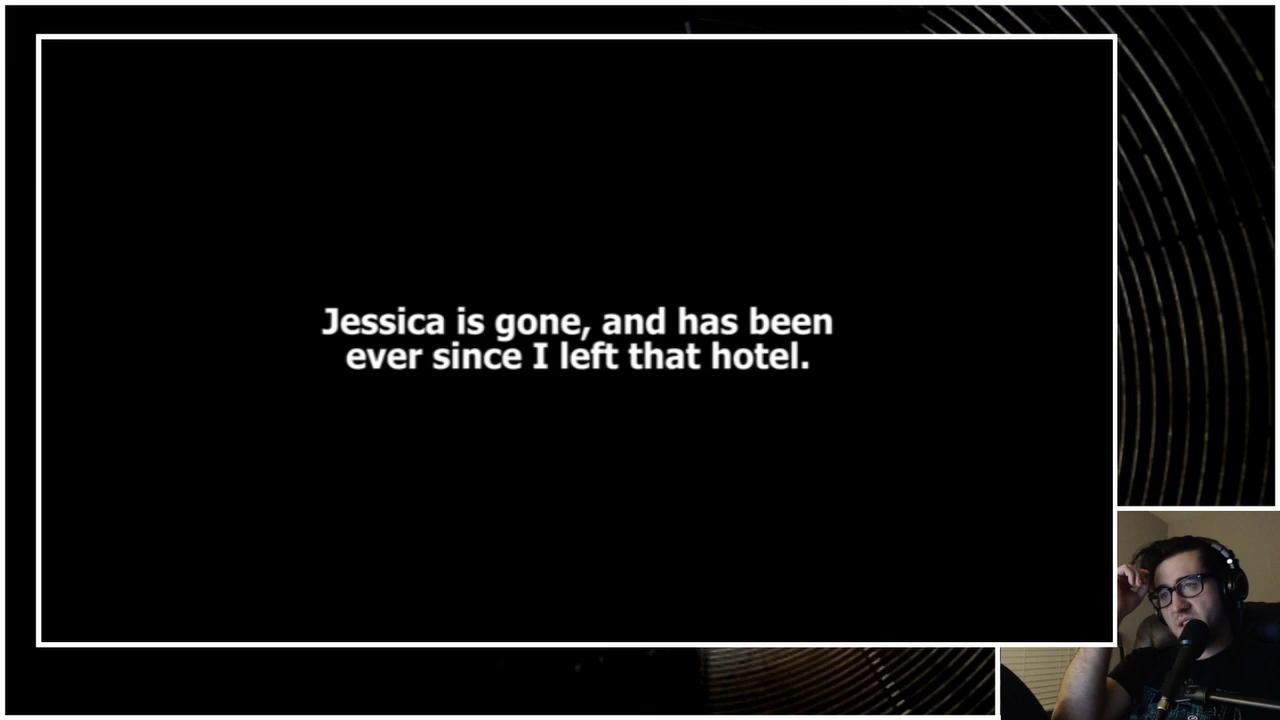 Jessica is gone, and has been
ever since I left that hotel.